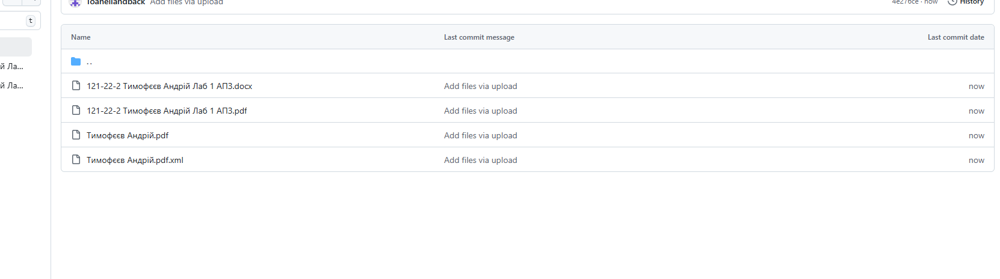 Toahellandback Add files via upload 4e276ce · now History
t
Name Last commit message Last commit date
..
й Ла...
121-22-2 Тимофєєв Андрій Лаб 1 АПЗ.docx Add files via upload now
й Ла...
121-22-2 Тимофєєв Андрій Лаб 1 АПЗ.pdf Add files via upload now
Тимофєєв Андрій.pdf Add files via upload now
Тимофєєв Андрій.pdf.xml Add files via upload now